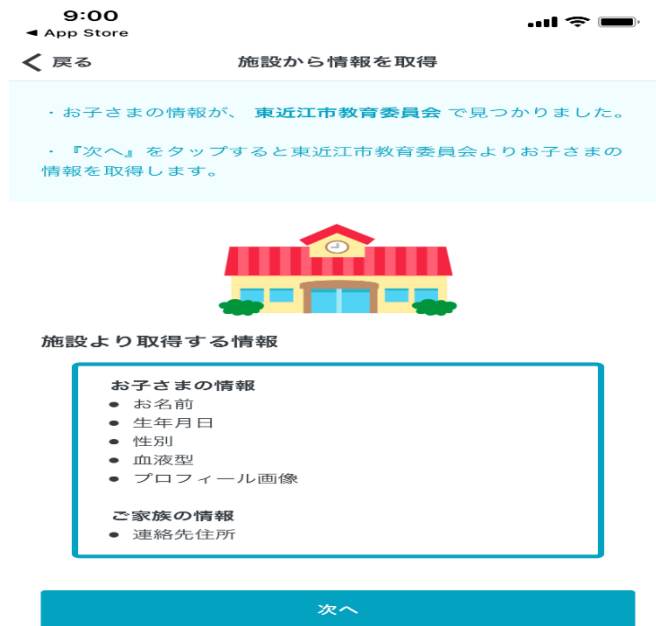 9:00
◀ App Store
戻る
施設から情報を取得
・お子さまの情報が、 東近江市教育委員会 で見つかりました。
・『次へ』をタップすると東近江市教育委員会よりお子さまの
情報を取得します。
施設より取得する情報
お子さまの情報
● お名前
● 生年月日
● 性別
● 血液型
● プロフィール画像
ご家族の情報
● 連絡先住所
次へ